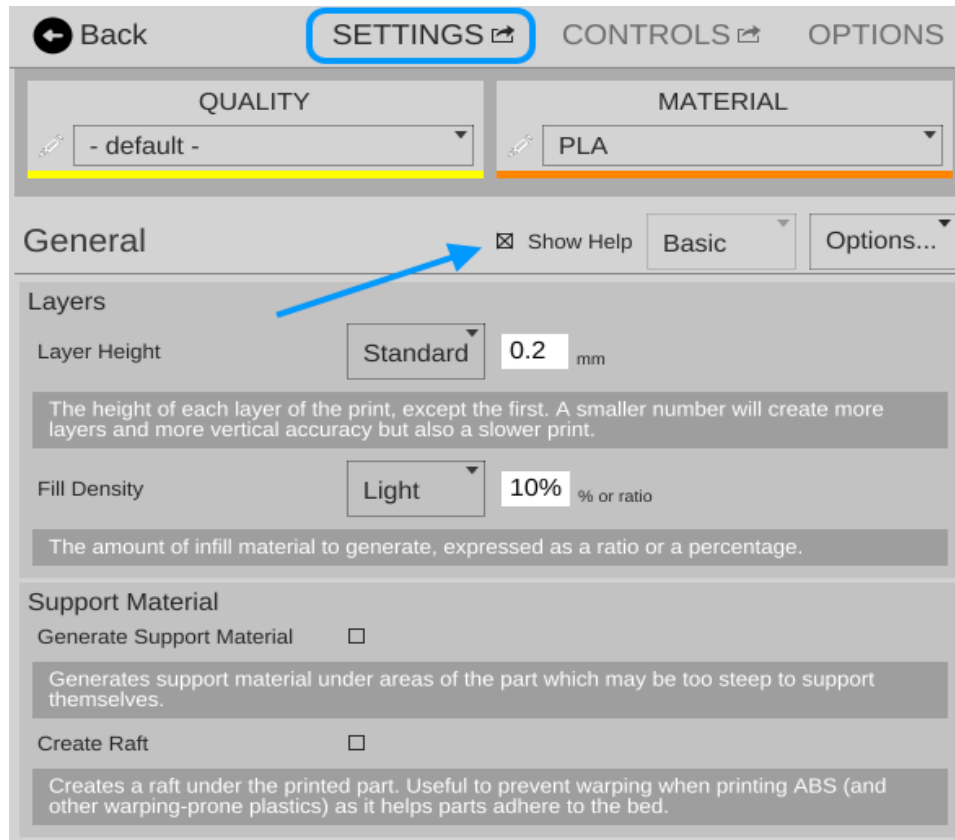 Back SETTINGS CONTROLS OPTIONS
QUALITY MATERIAL
- default - PLA
General Show Help Basic Options...
Layers
Layer Height Standard 0.2 mm
The height of each layer of the print, except the first. A smaller number will create more
layers and more vertical accuracy but also a slower print.
Fill Density Light 10% % or ratio
The amount of infill material to generate, expressed as a ratio or a percentage.
Support Material
Generate Support Material
Generates support material under areas of the part which may be too steep to support
themselves.
Create Raft
Creates a raft under the printed part. Useful to prevent warping when printing ABS (and
other warping-prone plastics) as it helps parts adhere to the bed.